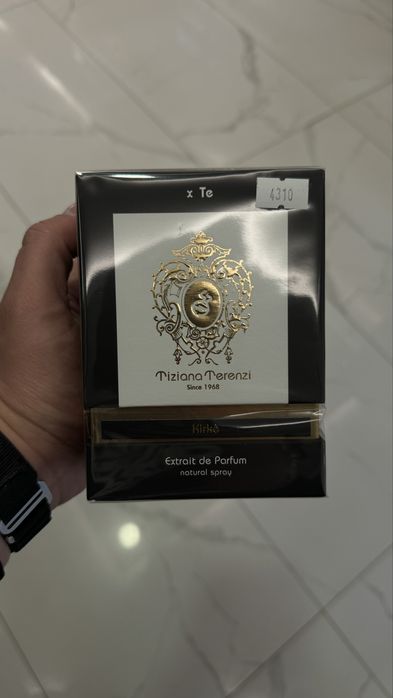 x Te
4310
Tiziana Terenzi
Since 1968
Kirkè
Extrait de Parfum
natural spray